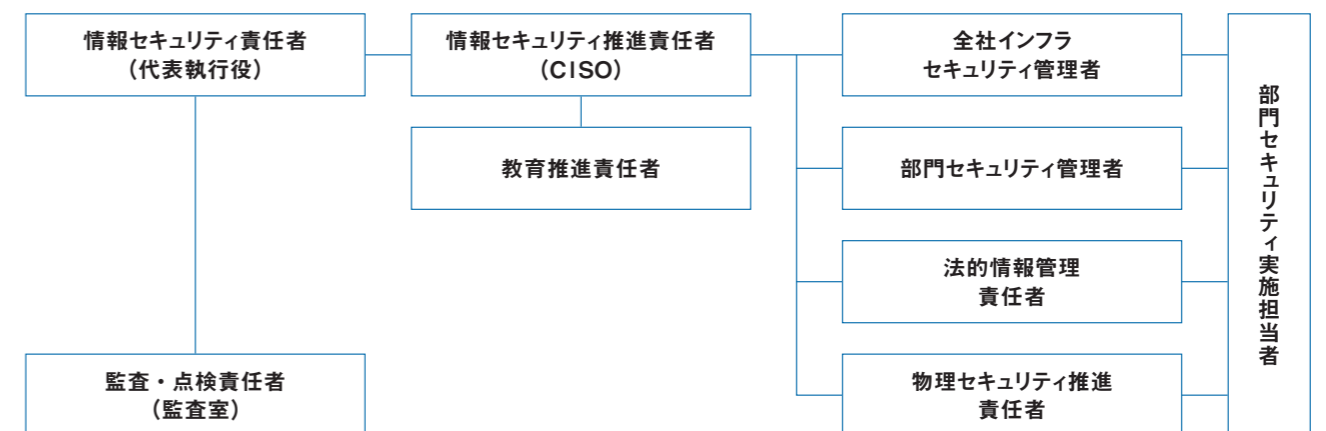 情報セキュリティ責任者
（代表執行役）
情報セキュリティ推進責任者
（CISO）
全社インフラ
セキュリティ管理者
教育推進責任者
部門セキュリティ管理者
法的情報管理
責任者
監査・点検責任者
（監査室）
物理セキュリティ推進
責任者
部門セキュリティ実施担当者